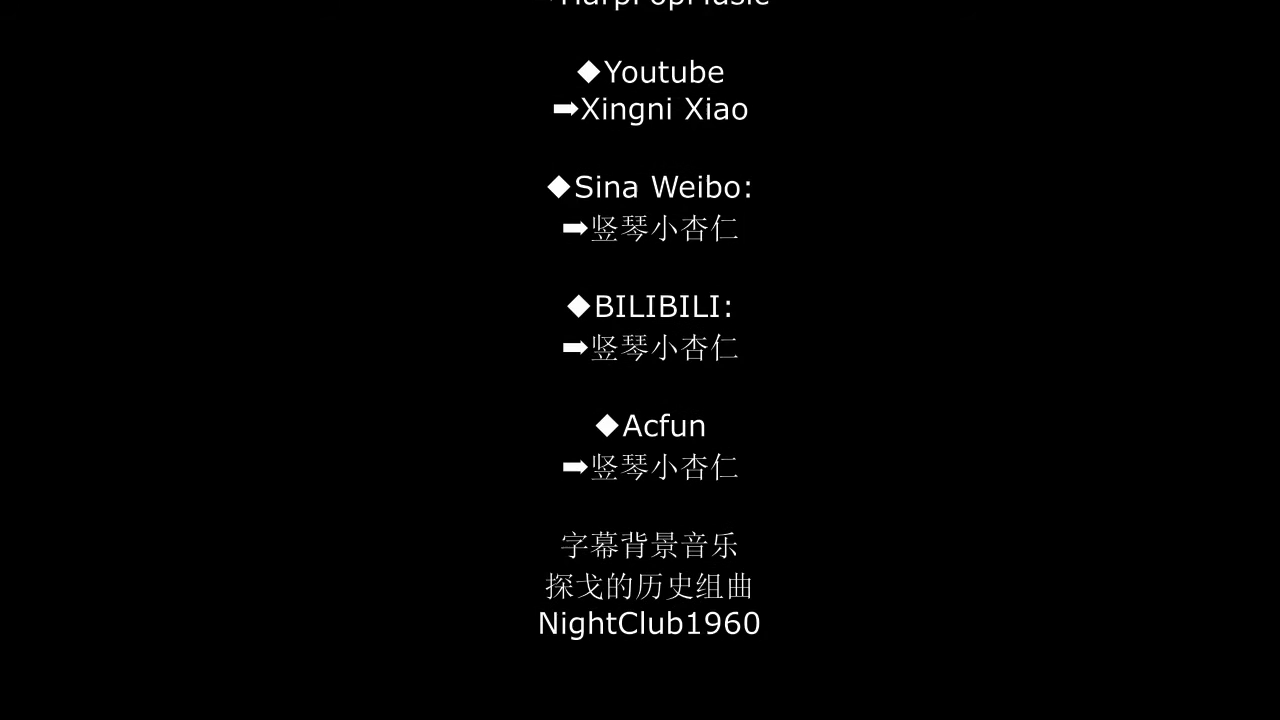 ◆Youtube
➡Xingni Xiao
◆Sina Weibo:
➡竖琴小杏仁
◆BILIBILI:
➡竖琴小杏仁
◆Acfun
➡竖琴小杏仁
字幕背景音乐
探戈的历史组曲
NightClub1960